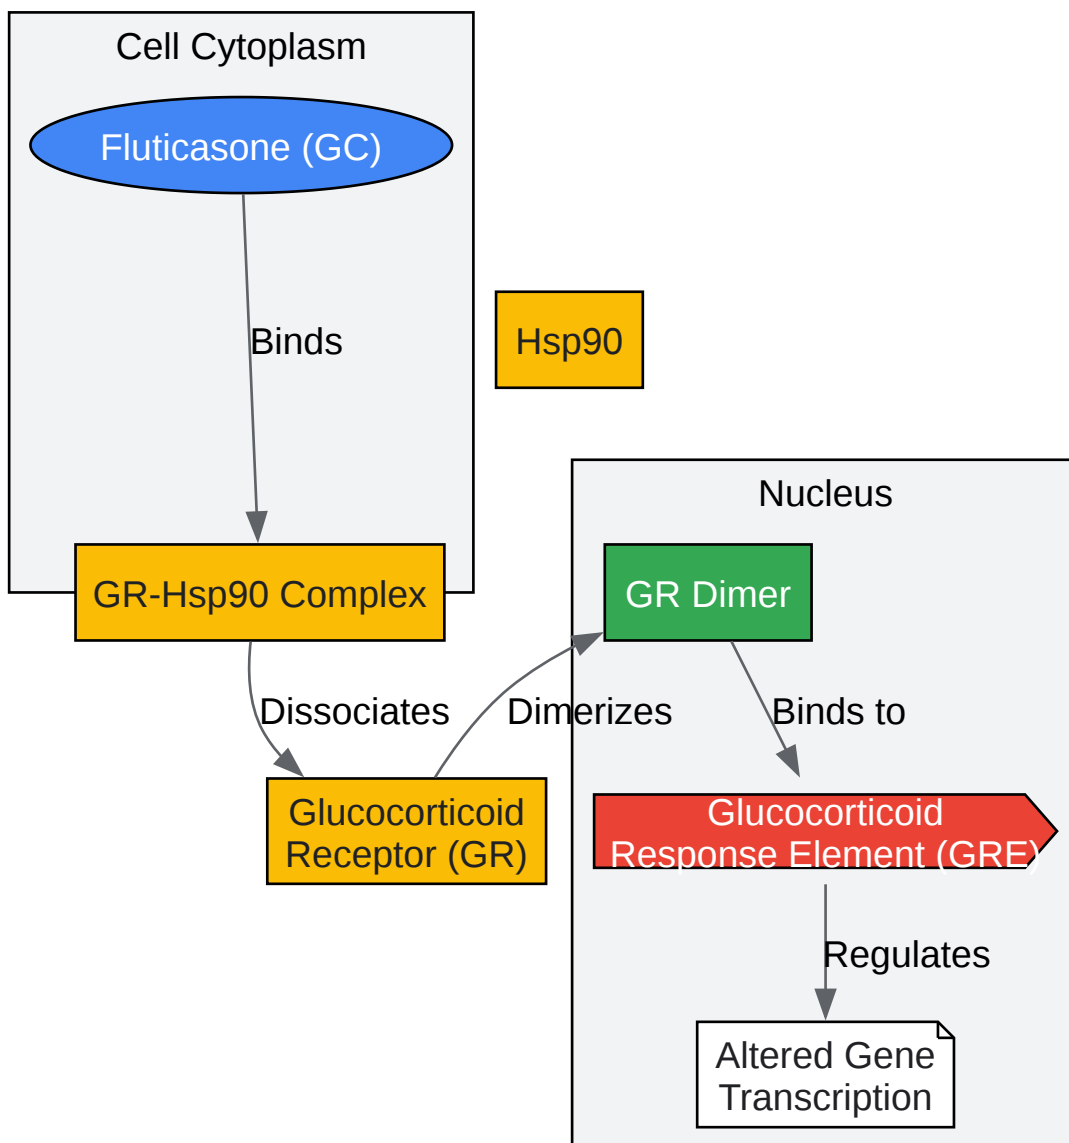 Cell Cytoplasm
Fluticasone (GC)
Binds
Hsp90
Nucleus
GR-Hsp90 Complex
GR Dimer
Dissociates
Dimerizes
Binds to
Glucocorticoid
Receptor (GR)
Glucocorticoid
Response Element (GRE)
Regulates
Altered Gene
Transcription